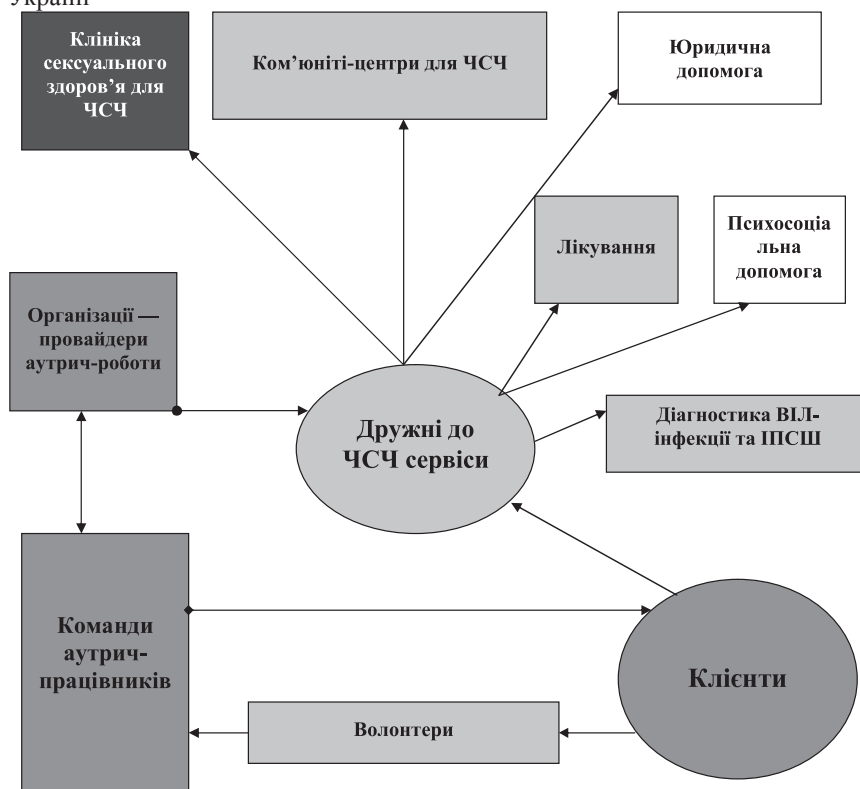 Україні
Клініка
сексуального
здоров’я для
ЧСЧ
Ком’юніті-центри для ЧСЧ
Юридична
допомога
Лікування
Психосоціа
льна
допомога
Організації —
провайдери
аутрич-роботи
Дружні до
ЧСЧ сервіси
Діагностика ВІЛ-
інфекції та ІПСШ
Команди
аутрич-
працівників
Клієнти
Волонтери